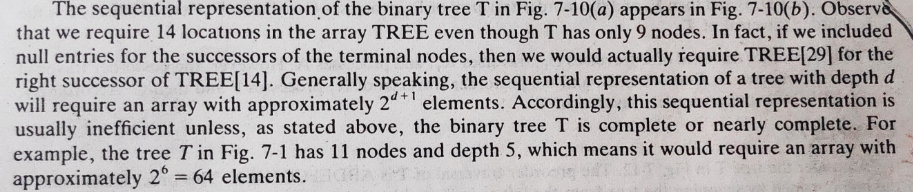 The sequential representation of the binary tree T in Fig. 7-10(a) appears in Fig. 7-10(b). Observe
that we require 14 locations in the array TREE even though T has only 9 nodes. In fact, if we included
null entries for the successors of the terminal nodes, then we would actually require TREE[29] for the
right successor of TREE[14]. Generally speaking, the sequential representation of a tree with depth d
will require an array with approximately 2^{d+1} elements. Accordingly, this sequential representation is
usually inefficient unless, as stated above, the binary tree T is complete or nearly complete. For
example, the tree T in Fig. 7-1 has 11 nodes and depth 5, which means it would require an array with
approximately 2⁶ = 64 elements.